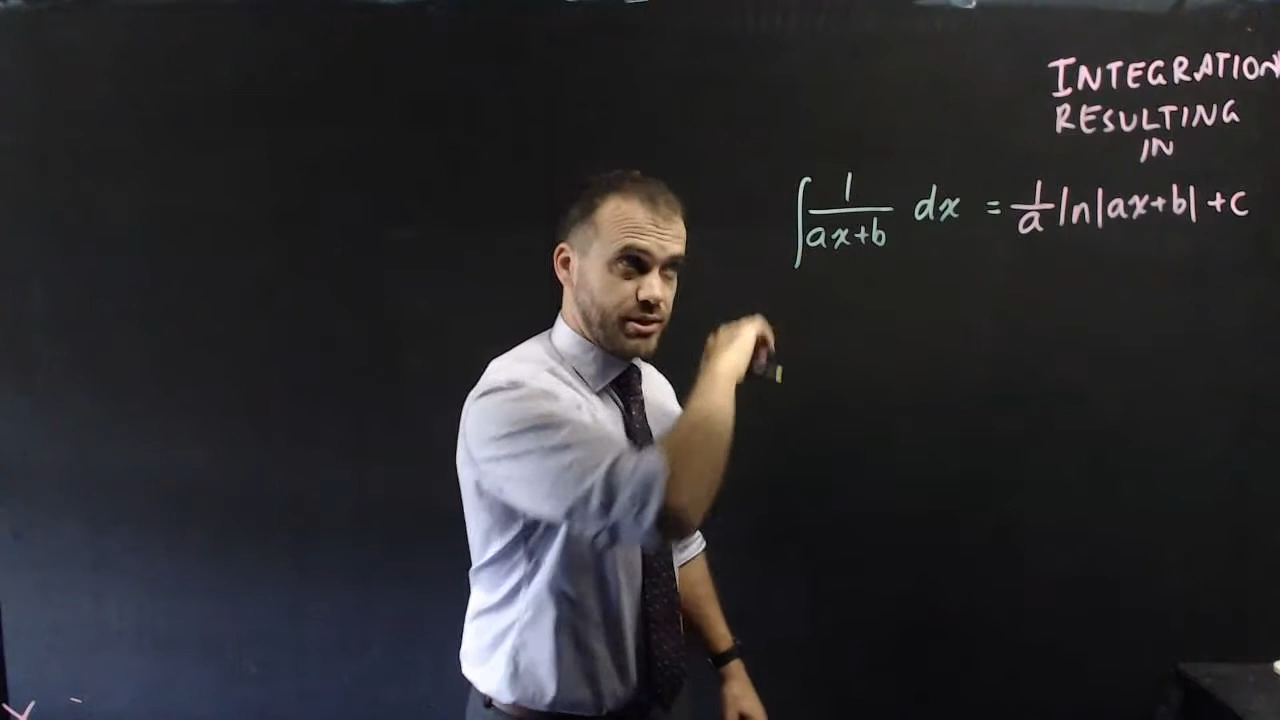 INTEGRATION
RESULTING
IN
∫ 1/(ax+b) dx = 1/a ln|ax+b| + c